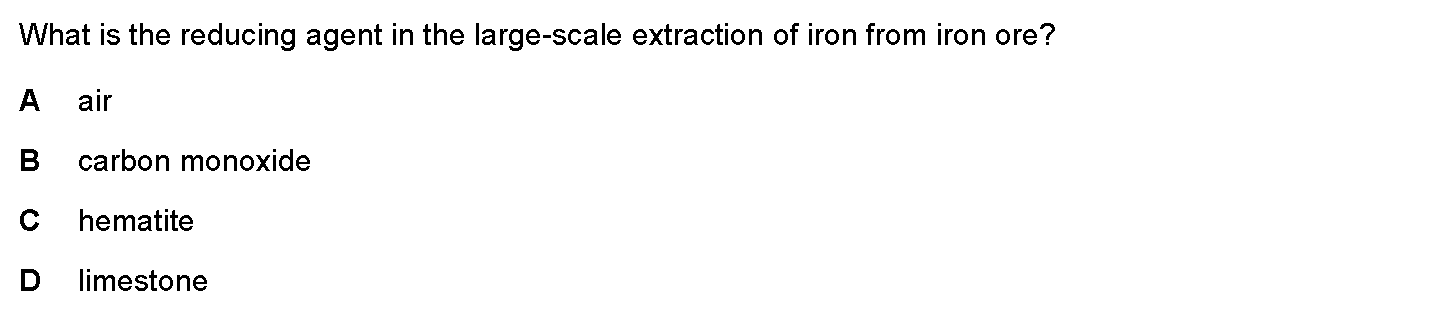 What is the reducing agent in the large-scale extraction of iron from iron ore?
A air
B carbon monoxide
C hematite
D limestone